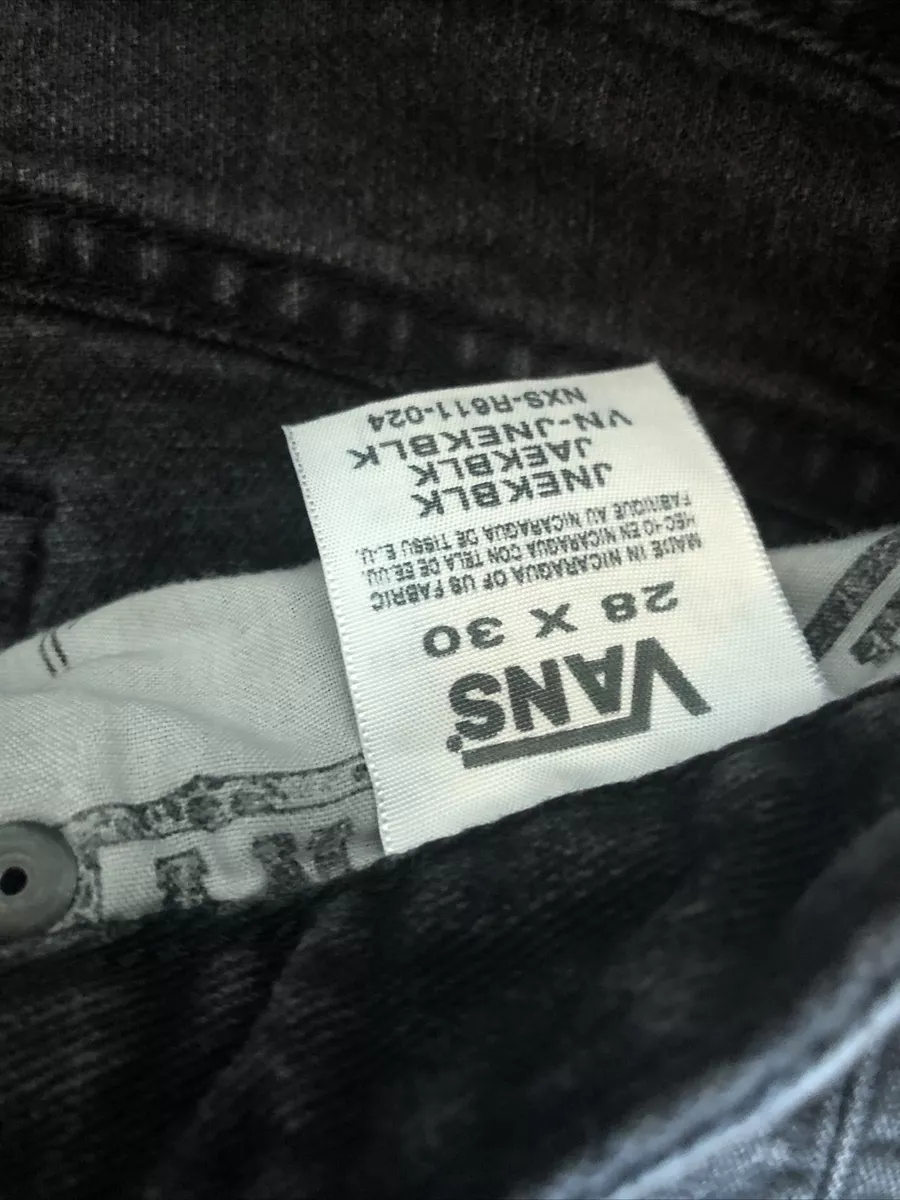 VANS
28 X 30
MADE IN NICARAGUA OF US FABRIC
HECHO EN NICARAGUA CON TELA DE EE.UU.
FABRIQUE AU NICARAGUA DE TISSU E.-U.
JNEKBLK
JAEKBLK
VN-JNEKBLK
NXS-R611-024